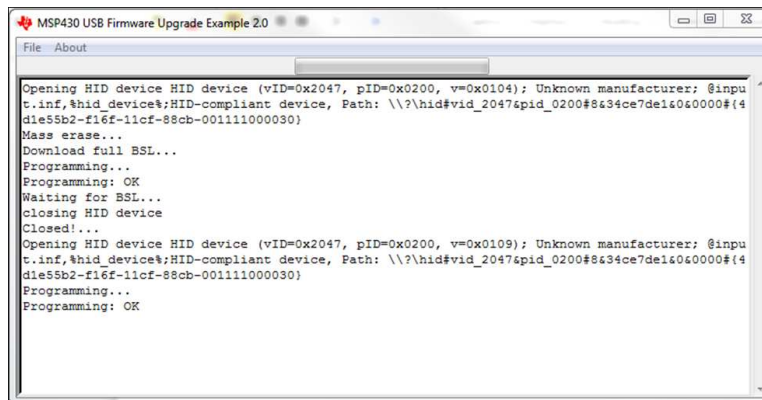 MSP430 USB Firmware Upgrade Example 2.0
File About
Opening HID device HID device (vID=0x2047, pID=0x0200, v=0x0104); Unknown manufacturer; @inpu
t.inf,%hid_device%;HID-compliant device, Path: \\?\hid#vid_2047&pid_0200#8&34ce7de1&0&0000#{4
d1e55b2-f16f-11cf-88cb-001111000030}
Mass erase...
Download full BSL...
Programming...
Programming: OK
Waiting for BSL...
closing HID device
Closed!...
Opening HID device HID device (vID=0x2047, pID=0x0200, v=0x0109); Unknown manufacturer; @inpu
t.inf,%hid_device%;HID-compliant device, Path: \\?\hid#vid_2047&pid_0200#8&34ce7de1&0&0000#{4
d1e55b2-f16f-11cf-88cb-001111000030}
Programming...
Programming: OK